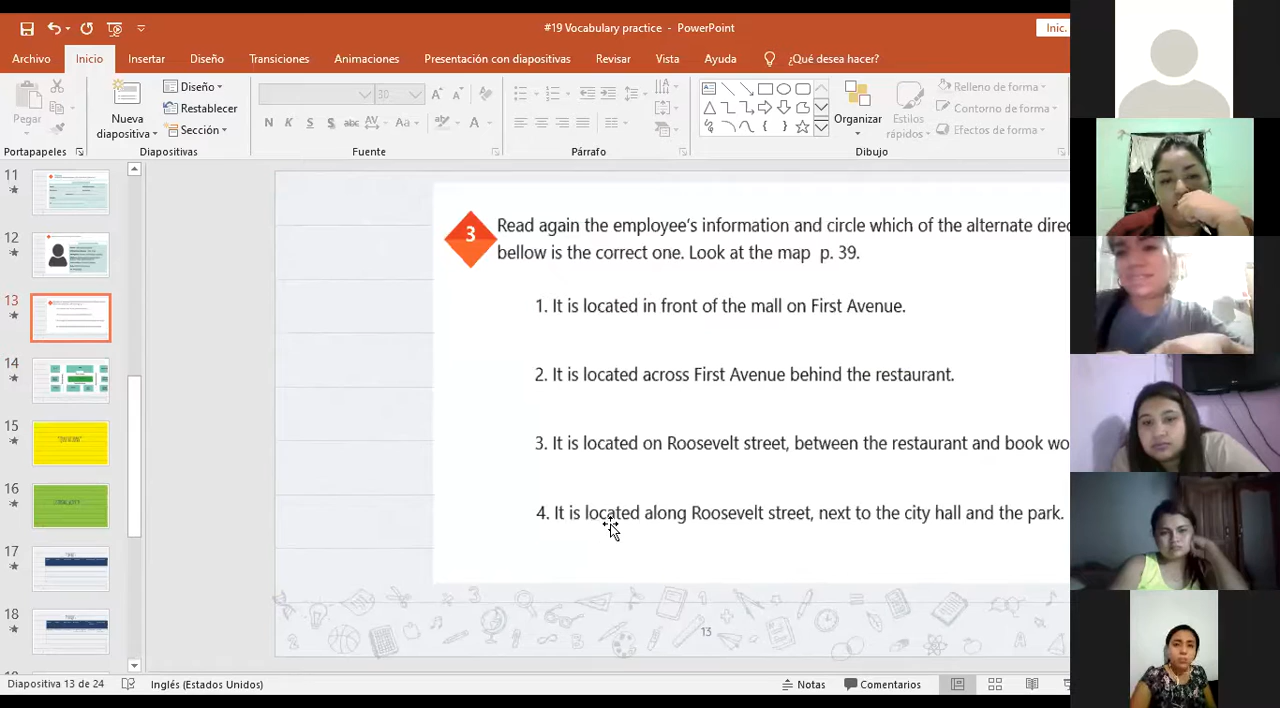 #19 Vocabulary practice - PowerPoint
Inic.
Archivo Inicio Insertar Diseño Transiciones Animaciones Presentación con diapositivas Revisar Vista Ayuda ¿Qué desea hacer?
Pegar
Nueva diapositiva
Diseño
Restablecer
Sección
38
N K S S abc AV Aa A
Organizar
Estilos rápidos
Relleno de forma
Contorno de forma
Efectos de forma
Portapapeles Diapositivas Fuente Párrafo Dibujo
11
12
13
14
15
16
17
18
3
Read again the employee's information and circle which of the alternate direc
bellow is the correct one. Look at the map p. 39.
1. It is located in front of the mall on First Avenue.
2. It is located across First Avenue behind the restaurant.
3. It is located on Roosevelt street, between the restaurant and book wo
4. It is located along Roosevelt street, next to the city hall and the park.
13
Diapositiva 13 de 24 Inglés (Estados Unidos) Notas Comentarios